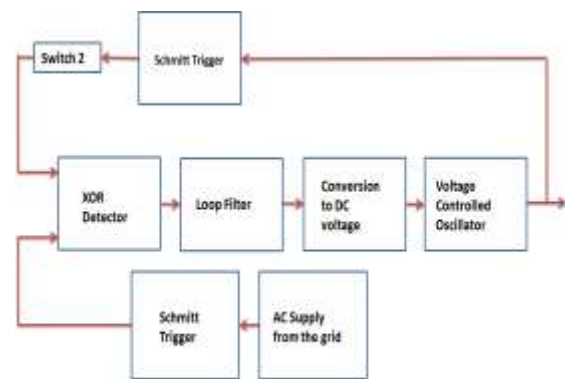 Switch 2
Schmitt Trigger
XOR
Detector
Loop Filter
Conversion
to DC
voltage
Voltage
Controlled
Oscillator
Schmitt
Trigger
AC Supply
from the grid